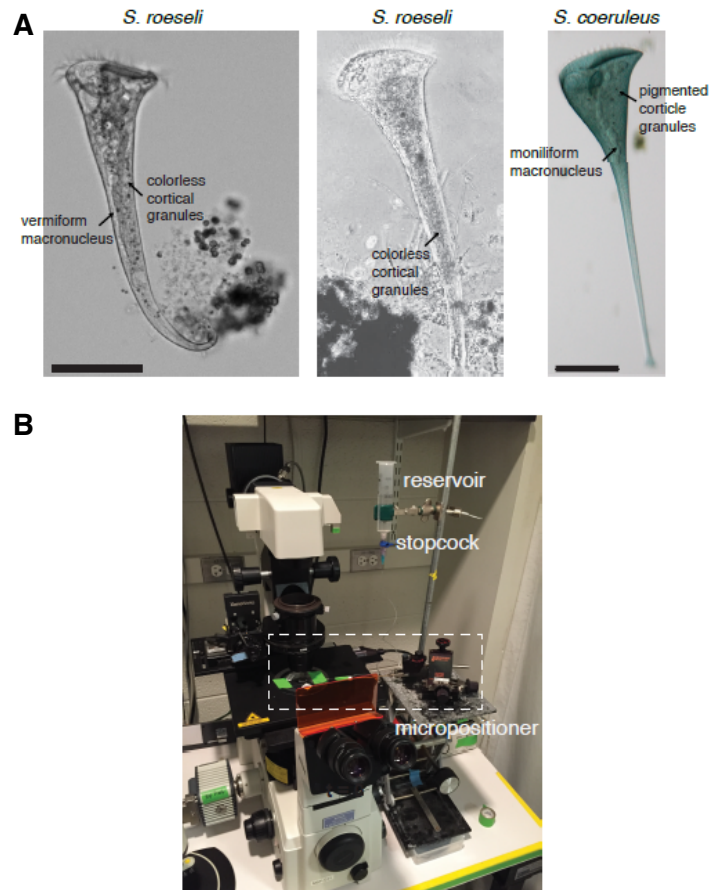 A
S. roeseli
S. roeseli
S. coeruleus
vermiform
macronucleus
colorless
cortical
granules
colorless
cortical
granules
moniliform
macronucleus
pigmented
corticle
granules
B
reservoir
stopcock
micropositioner